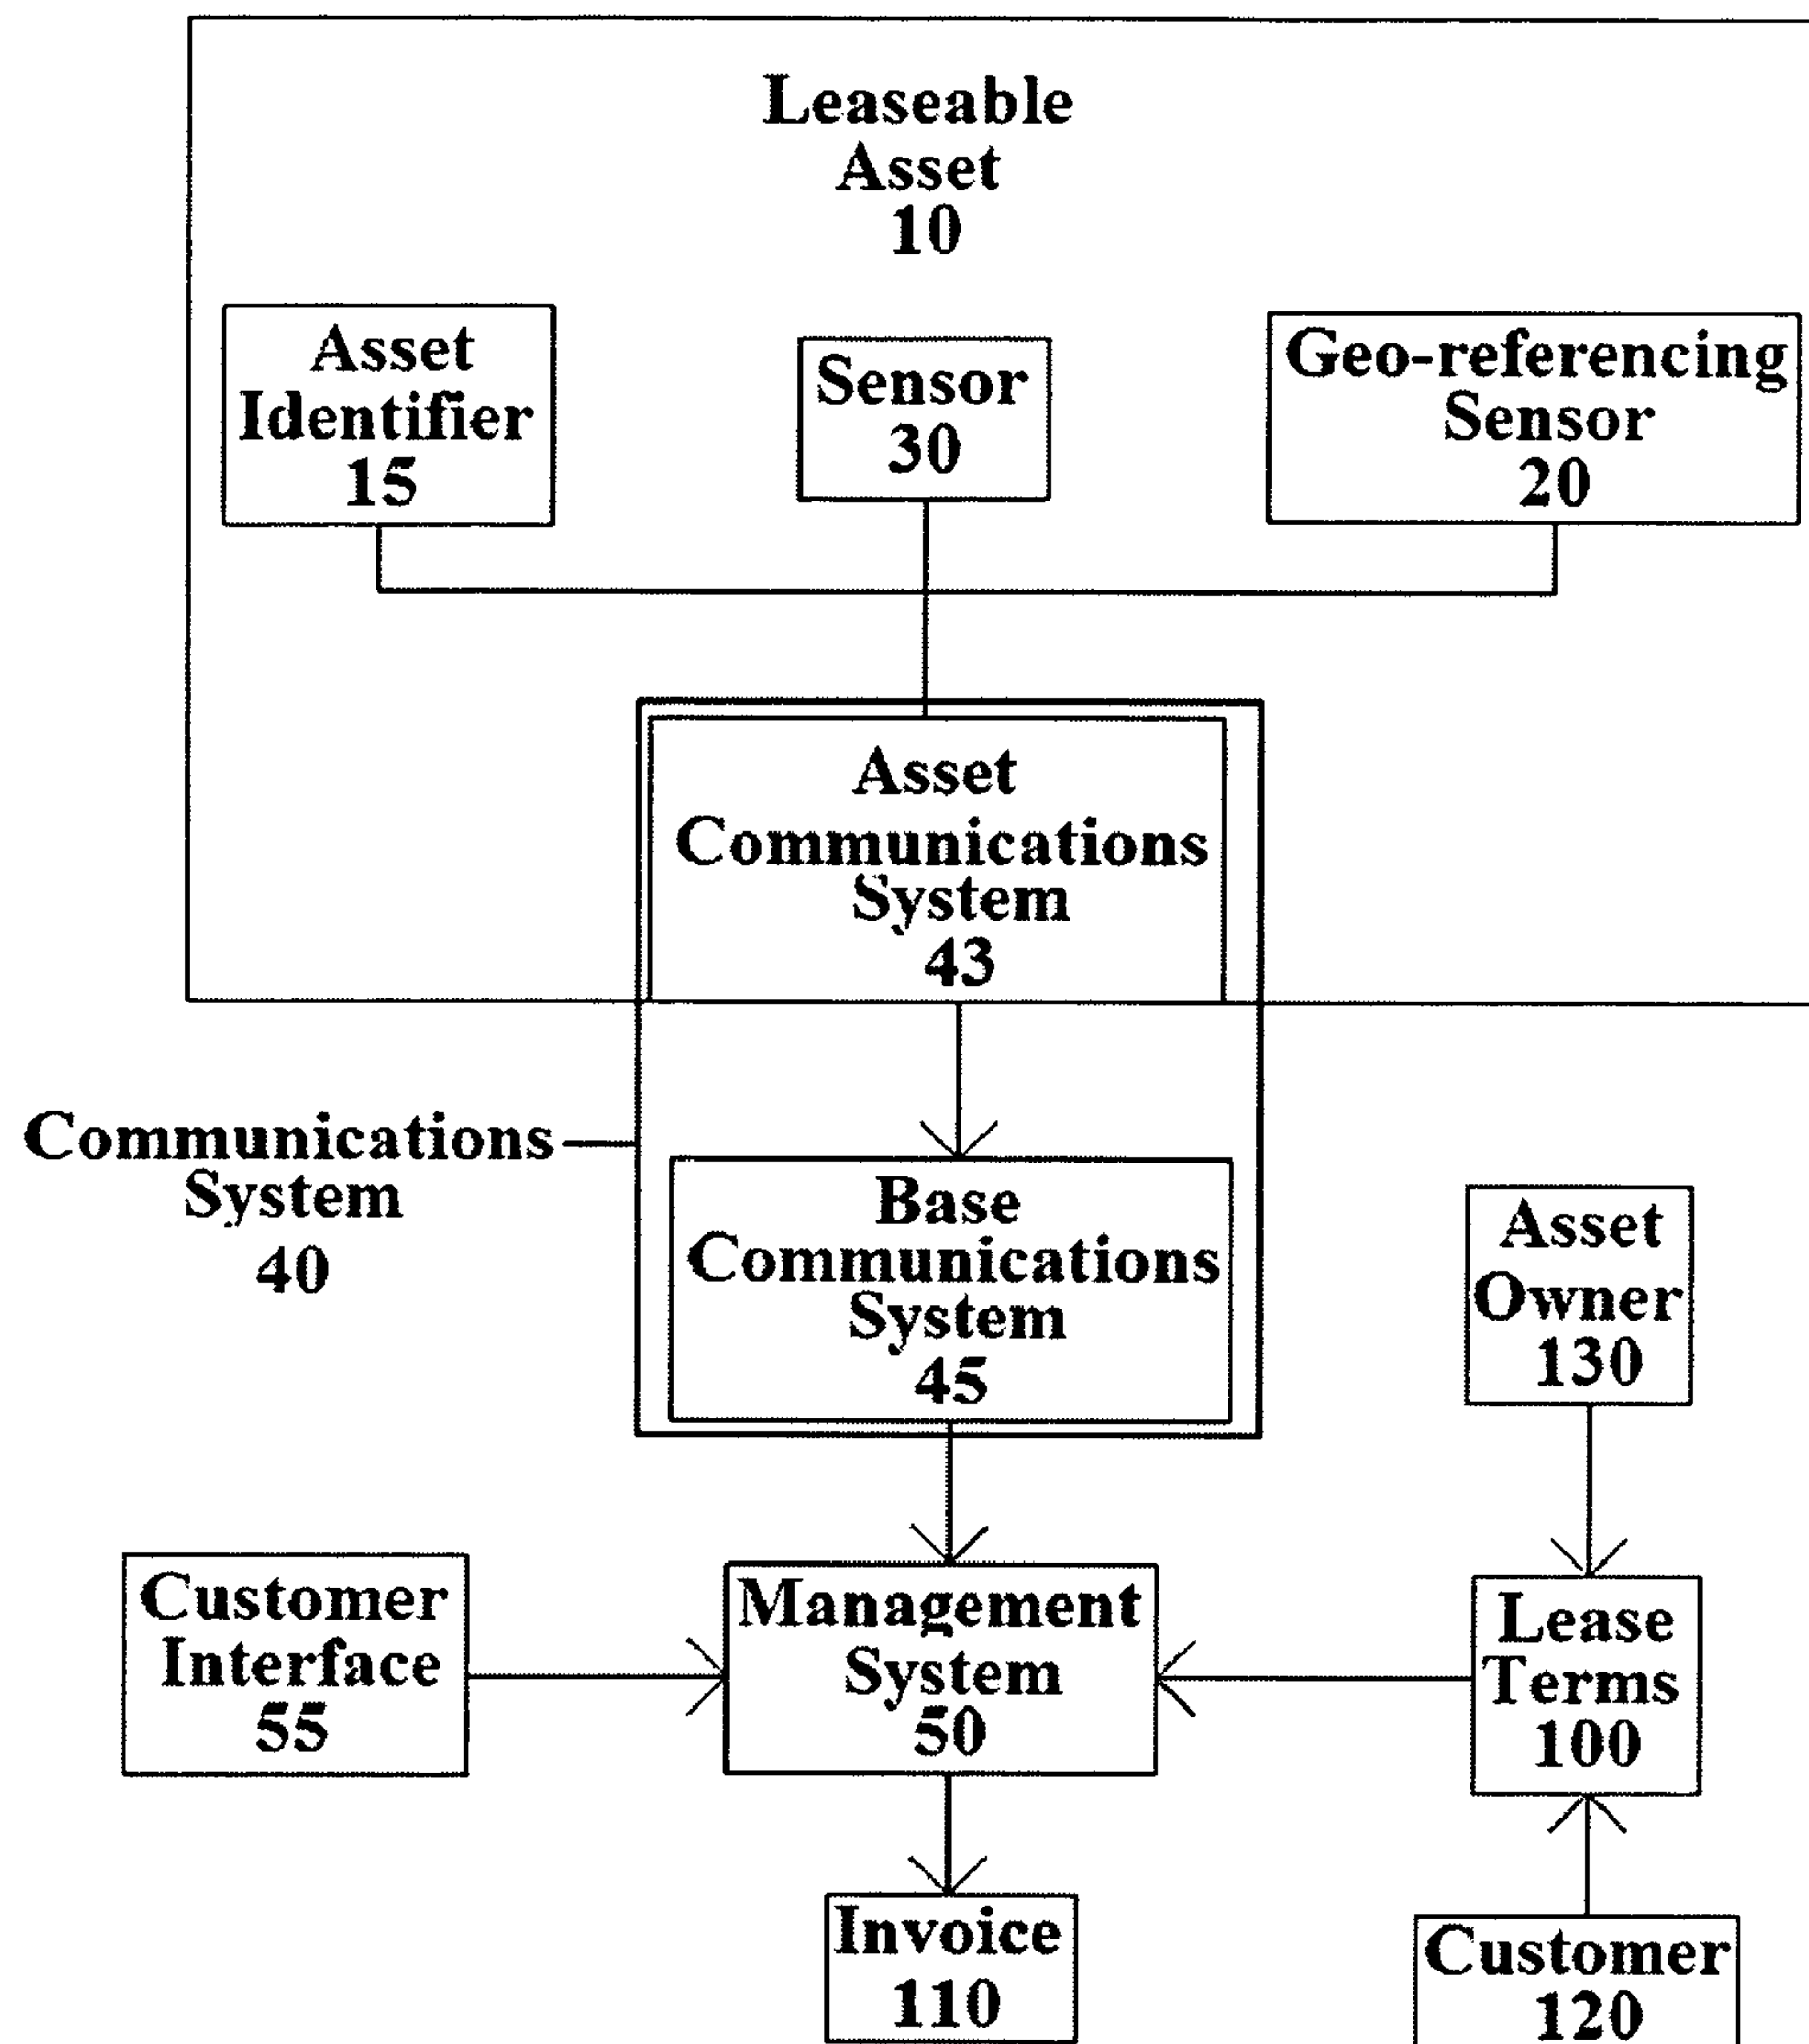 Leaseable
Asset
10
Asset
Identifier
15
Sensor
30
Geo-referencing
Sensor
20
Asset
Communications
System
43
Communications
System
40
Base
Communications
System
45
Asset
Owner
130
Customer
Interface
55
Management
System
50
Lease
Terms
100
Invoice
110
Customer
120